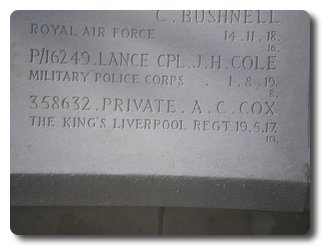 C. BUSHNELL
ROYAL AIR FORCE 14.11.18.
16.
P/16249. LANCE CPL. J. H. COLE
MILITARY POLICE CORPS . 1.8.19.
8.
358632. PRIVATE. A. C. COX
THE KING'S LIVERPOOL REGT 19.5.17.
10.